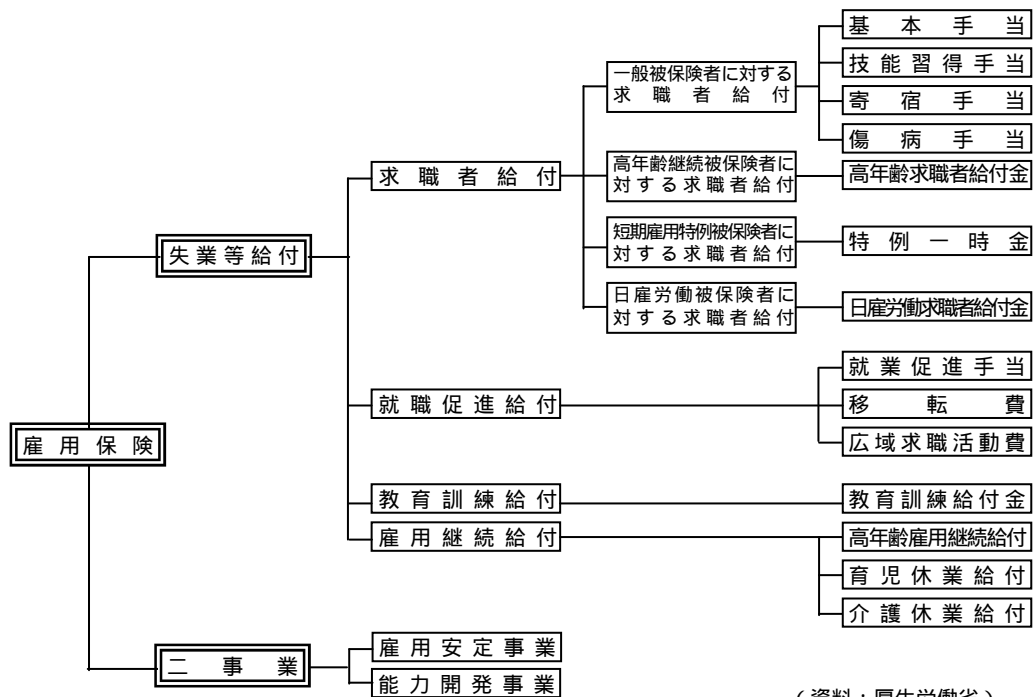 基本手当
技能習得手当
寄宿手当
傷病手当
一般被保険者に対する
求職者給付
求職者給付
高年齢継続被保険者に
対する求職者給付
高年齢求職者給付金
短期雇用特例被保険者に
対する求職者給付
特例一時金
日雇労働被保険者に
対する求職者給付
日雇労働求職者給付金
失業等給付
就職促進給付
就業促進手当
移転費
広域求職活動費
雇用保険
教育訓練給付
教育訓練給付金
雇用継続給付
高年齢雇用継続給付
育児休業給付
介護休業給付
二事業
雇用安定事業
能力開発事業
(資料：厚生労働省)